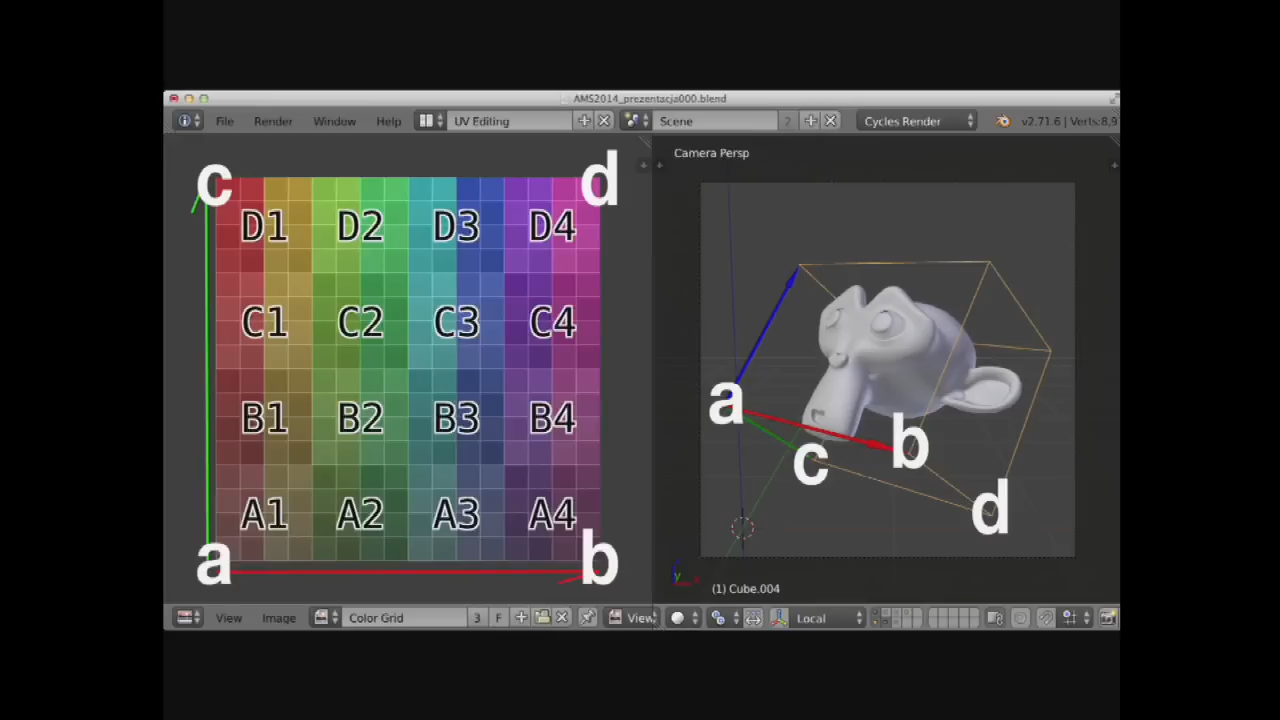 AMS2014_prezentacja000.blend
File Render Window Help UV Editing Scene 2 Cycles Render v2.71.6 | Verts:8,9
Camera Persp
c d
D1 D2 D3 D4
C1 C2 C3 C4
B1 B2 B3 B4
A1 A2 A3 A4
a b
a b
c d
y x
(1) Cube.004
View Image Color Grid 3 F View Local